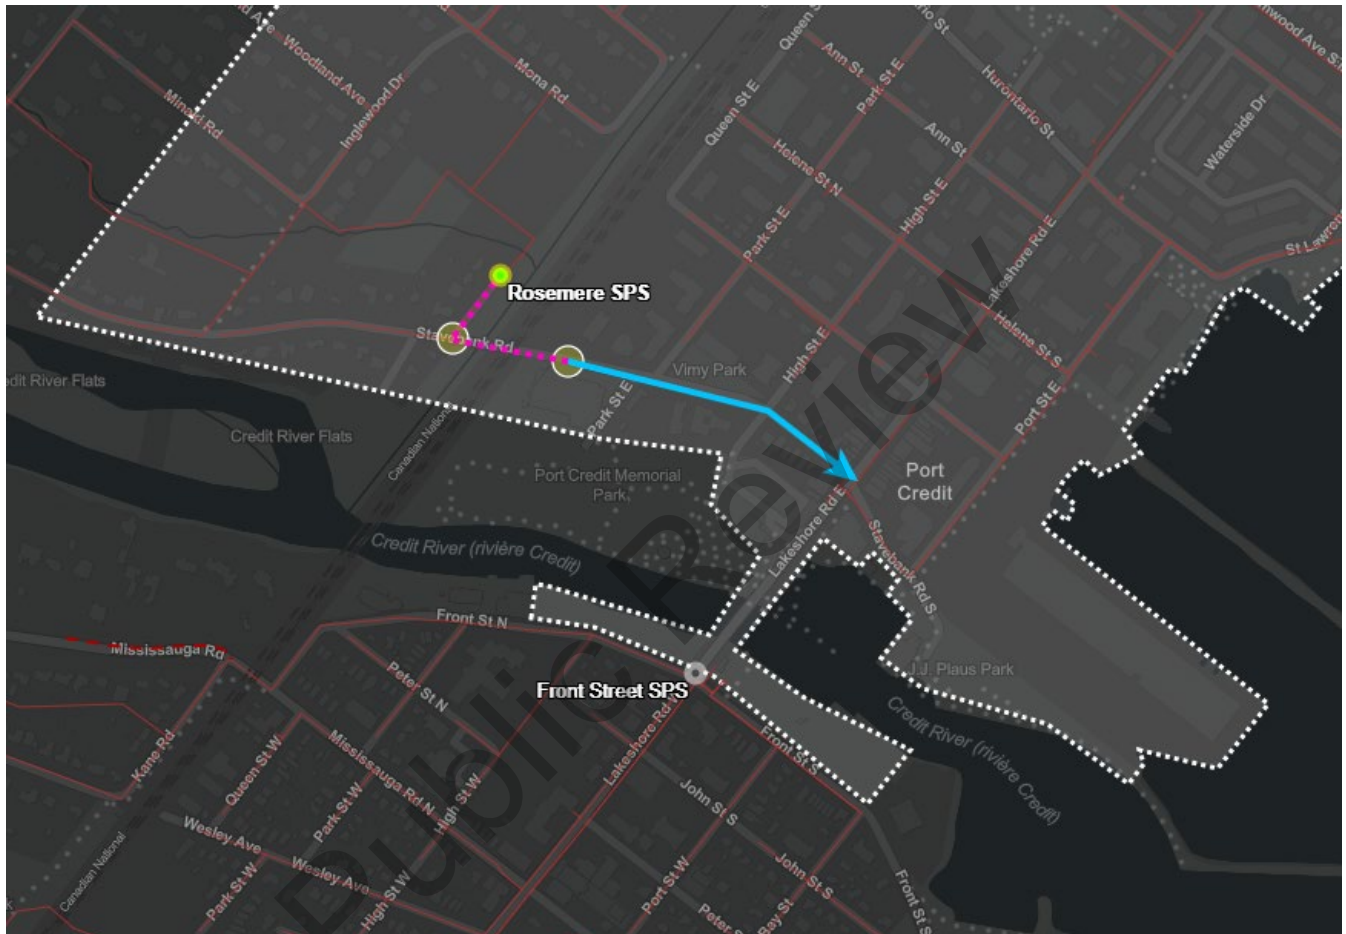 Woodland Ave
Inglewood Dr
Minaki Rd
Mona Rd
Queen St E
Ann St
Park St E
Hurontario St
Waterside Dr
Queen St E
Helene St N
Ann St
High St E
Park St E
Lakeshore Rd E
St Lawren
Rosemere SPS
Stavebank Rd
Helene St S
Vimy Park
High St E
Port St E
Park St E
edit River Flats
Credit River Flats
Canadian National
Port Credit Memorial
Park
Port
Credit
Lakeshore Rd E
Stavebank Rd S
Credit River (rivière Credit)
Front St N
Mississauga Rd
Peter St N
Front Street SPS
J.J. Plaus Park
Credit River (rivière Credit)
Kane Rd
Queen St W
Mississauga Rd N
Lakeshore Rd W
Front St S
Park St W
High St W
John St S
Wesley Ave
Wesley Ave
John St S
Canadian National
Park St W
High St W
Port St W
Peter S
Bay St
Front St S
Public Review